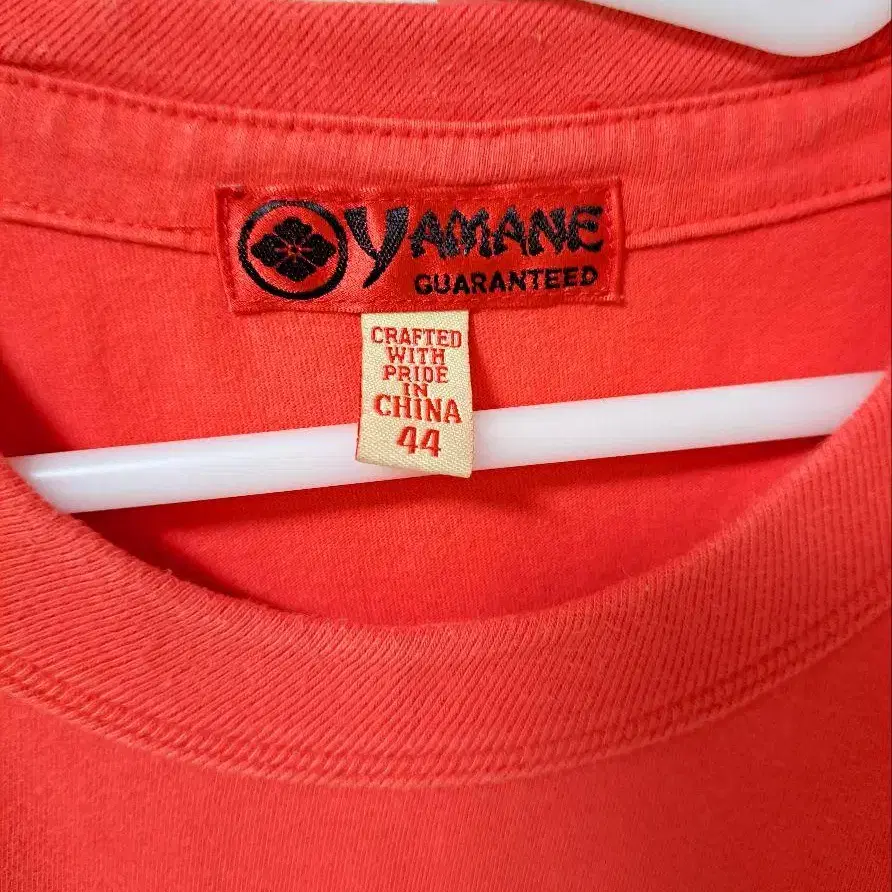 YAMANE
GUARANTEED
CRAFTED
WITH
PRIDE
IN
CHINA
44